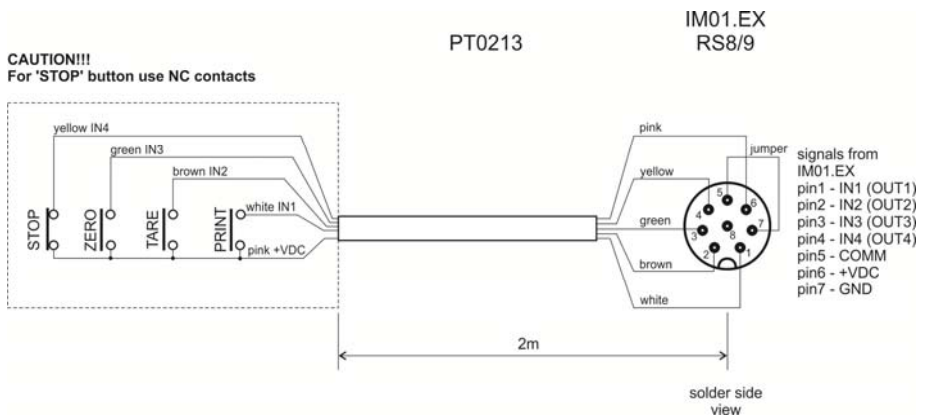 IM01.EX
RS8/9
PT0213
CAUTION!!!
For 'STOP' button use NC contacts
yellow IN4
green IN3
brown IN2
white IN1
pink +VDC
STOP
ZERO
TARE
PRINT
pink
yellow
green
brown
white
jumper
5
4
6
3
8
7
2
1
signals from
IM01.EX
pin1 - IN1 (OUT1)
pin2 - IN2 (OUT2)
pin3 - IN3 (OUT3)
pin4 - IN4 (OUT4)
pin5 - COMM
pin6 - +VDC
pin7 - GND
2m
solder side
view